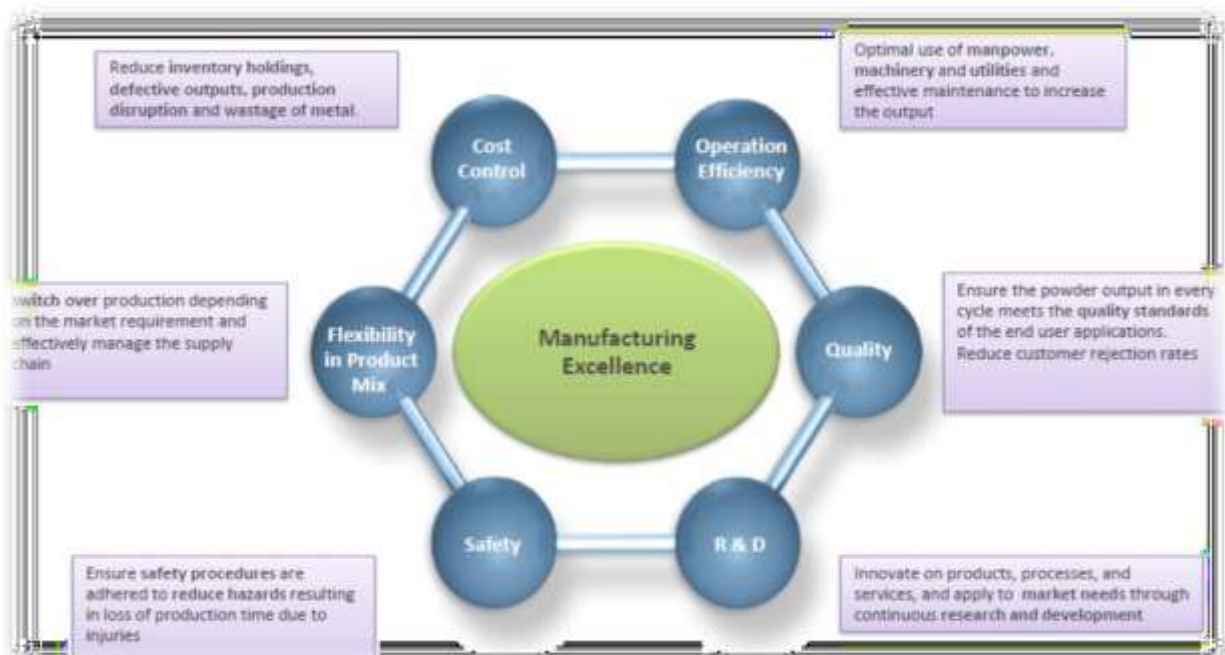 Reduce inventory holdings,
defective outputs, production
disruption and wastage of metal.
Optimal use of manpower,
machinery and utilities and
effective maintenance to increase
the output
Cost
Control
Operation
Efficiency
switch over production depending
on the market requirement and
effectively manage the supply
chain
Flexibility
in Product
Mix
Manufacturing
Excellence
Quality
Ensure the powder output in every
cycle meets the quality standards
of the end user applications.
Reduce customer rejection rates
Safety
R & D
Ensure safety procedures are
adhered to reduce hazards resulting
in loss of production time due to
injuries
Innovate on products, processes, and
services, and apply to market needs through
continuous research and development